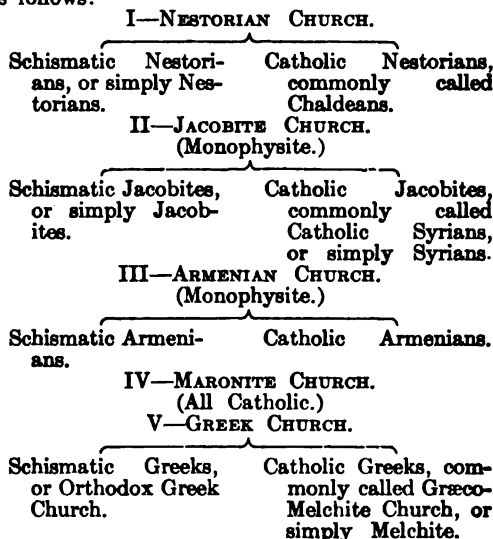 s follows:
I—NESTORIAN CHURCH.
Schismatic Nestori-
ans, or simply Nes-
torians.
Catholic Nestorians,
commonly called
Chaldeans.
II—JACOBITE CHURCH.
(Monophysite.)
Schismatic Jacobites,
or simply Jacob-
ites.
Catholic Jacobites,
commonly called
Catholic Syrians,
or simply Syrians.
III—ARMENIAN CHURCH.
(Monophysite.)
Schismatic Armeni-
ans.
Catholic Armenians.
IV—MARONITE CHURCH.
(All Catholic.)
V—GREEK CHURCH.
Schismatic Greeks,
or Orthodox Greek
Church.
Catholic Greeks, com-
monly called Græco-
Melchite Church, or
simply Melchite.